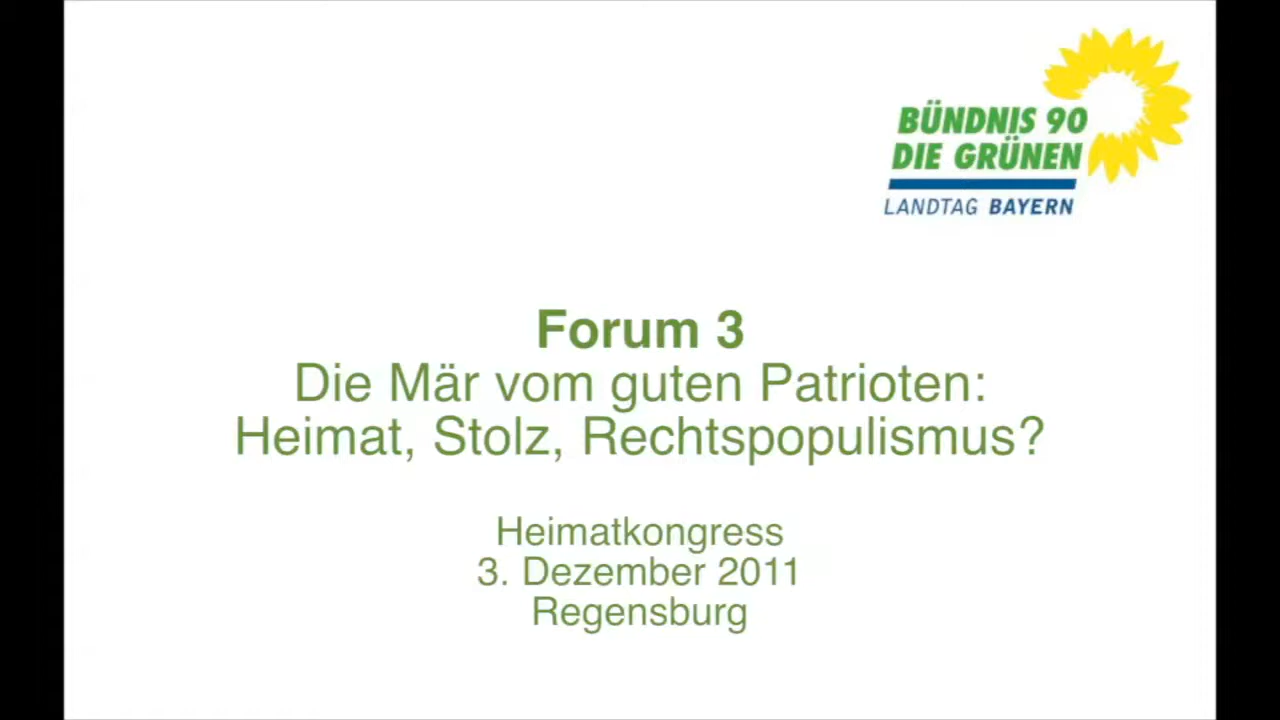 BÜNDNIS 90
DIE GRÜNEN
LANDTAG BAYERN
Forum 3
Die Mär vom guten Patrioten:
Heimat, Stolz, Rechtspopulismus?
Heimatkongress
3. Dezember 2011
Regensburg